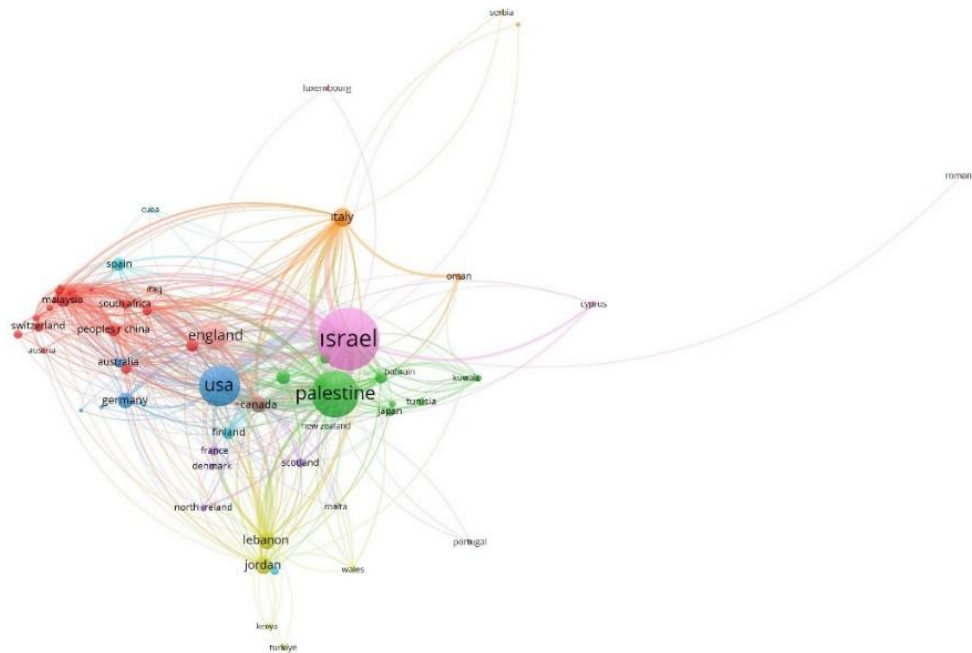 serbia
luxembourg
roman
cuba
italy
spain
oman
iraq
malaysia
south africa
cyprus
switzerland
peoples r china
england
israel
austria
australia
usa
bahrain
kuwait
germany
canada
palestine
tunisia
japan
new zealand
finland
france
scotland
denmark
north ireland
malta
lebanon
portugal
jordan
wales
kenya
turkiye